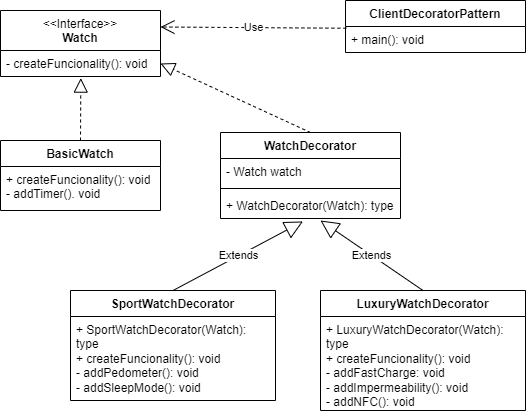 <<Interface>>
Watch
- createFuncionality(): void
ClientDecoratorPattern
+ main(): void
Use
BasicWatch
+ createFuncionality(): void
- addTimer(). void
WatchDecorator
- Watch watch
+ WatchDecorator(Watch): type
Extends
Extends
SportWatchDecorator
+ SportWatchDecorator(Watch):
type
+ createFuncionality(): void
- addPedometer(): void
- addSleepMode(): void
LuxuryWatchDecorator
+ LuxuryWatchDecorator(Watch):
type
+ createFuncionality(): void
- addFastCharge: void
- addImpermeability(): void
- addNFC(): void